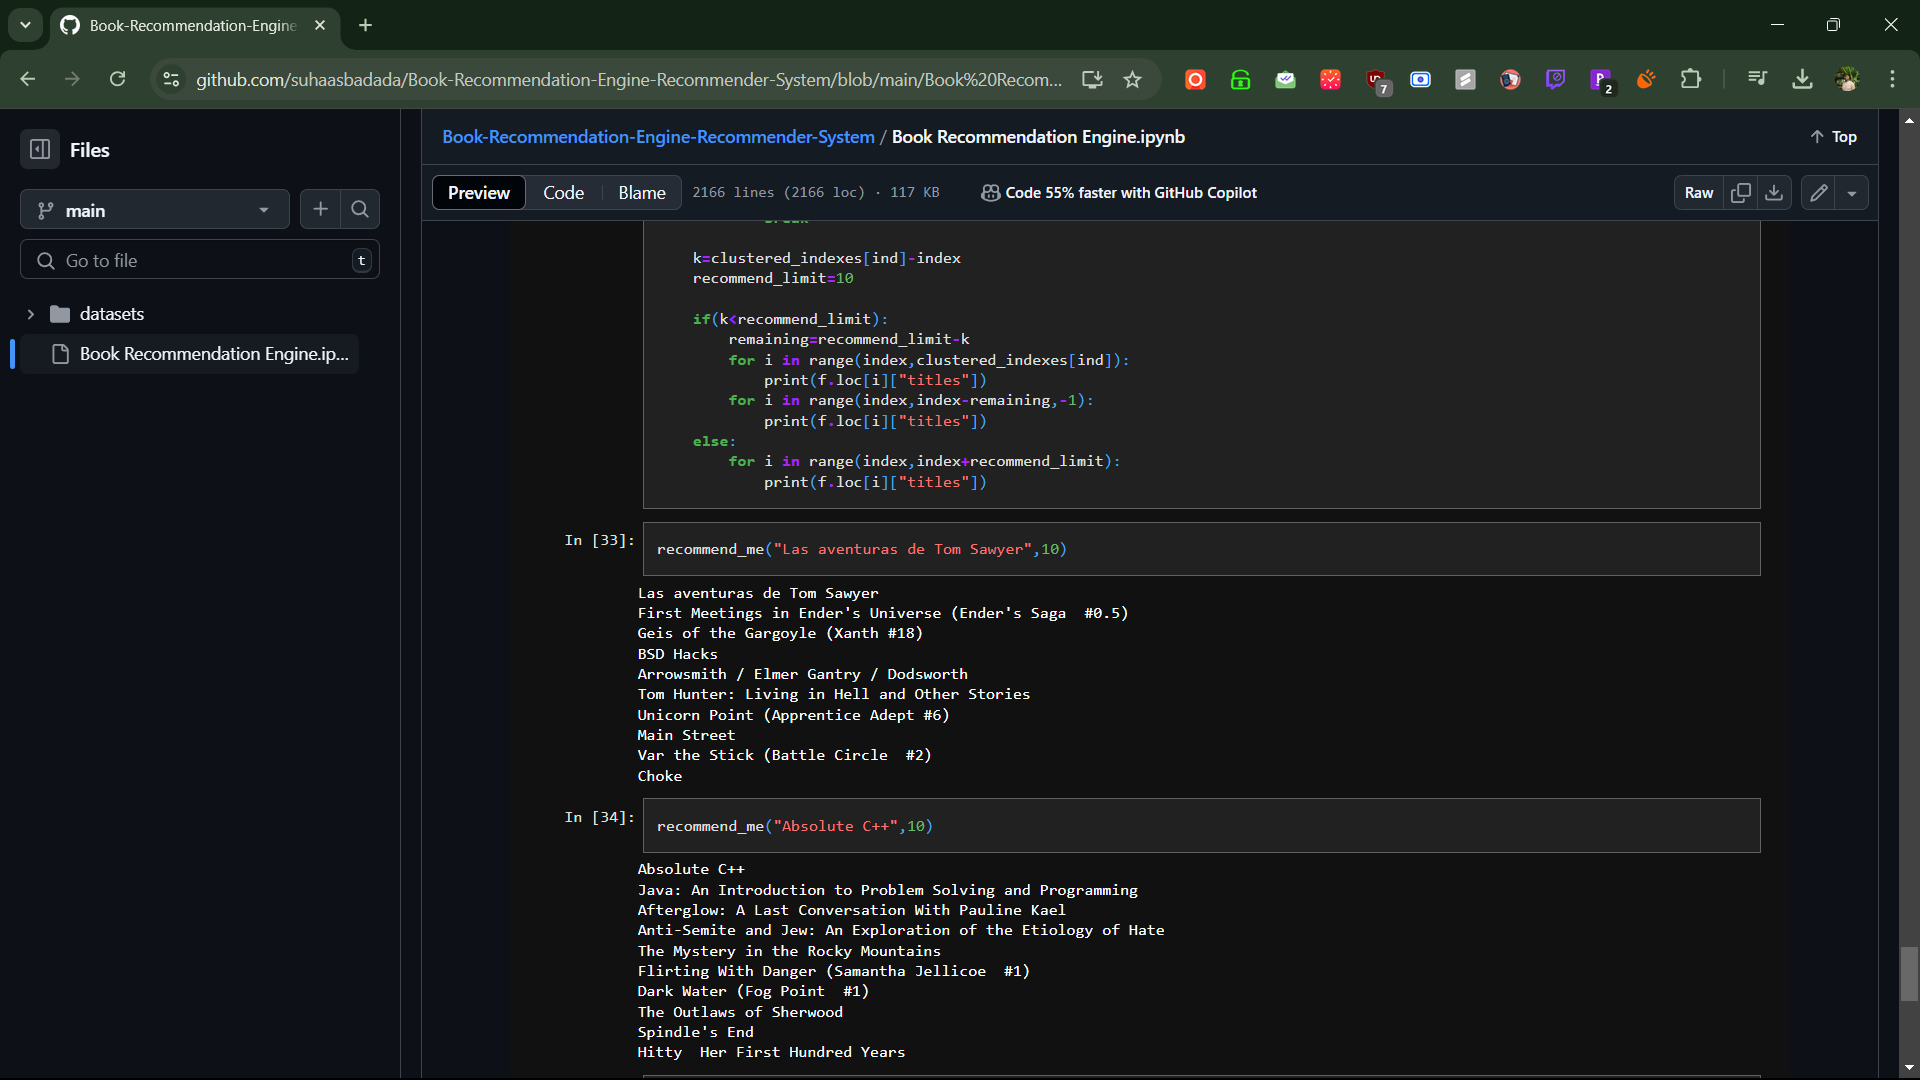 Book-Recommendation-Engine
github.com/suhaasbadada/Book-Recommendation-Engine-Recommender-System/blob/main/Book%20Recom...
7
2
Files
main
Go to file
t
datasets
Book Recommendation Engine.ip...
Book-Recommendation-Engine-Recommender-System / Book Recommendation Engine.ipynb
Top
Preview
Code
Blame
2166 lines (2166 loc) · 117 KB
Code 55% faster with GitHub Copilot
Raw
break
k=clustered_indexes[ind]-index
recommend_limit=10
if(k<recommend_limit):
remaining=recommend_limit-k
for i in range(index,clustered_indexes[ind]):
print(f.loc[i]["titles"])
for i in range(index,index-remaining,-1):
print(f.loc[i]["titles"])
else:
for i in range(index,index+recommend_limit):
print(f.loc[i]["titles"])
In [33]:
recommend_me("Las aventuras de Tom Sawyer",10)
Las aventuras de Tom Sawyer
First Meetings in Ender's Universe (Ender's Saga  #0.5)
Geis of the Gargoyle (Xanth #18)
BSD Hacks
Arrowsmith / Elmer Gantry / Dodsworth
Tom Hunter: Living in Hell and Other Stories
Unicorn Point (Apprentice Adept #6)
Main Street
Var the Stick (Battle Circle  #2)
Choke
In [34]:
recommend_me("Absolute C++",10)
Absolute C++
Java: An Introduction to Problem Solving and Programming
Afterglow: A Last Conversation With Pauline Kael
Anti-Semite and Jew: An Exploration of the Etiology of Hate
The Mystery in the Rocky Mountains
Flirting With Danger (Samantha Jellicoe  #1)
Dark Water (Fog Point  #1)
The Outlaws of Sherwood
Spindle's End
Hitty  Her First Hundred Years